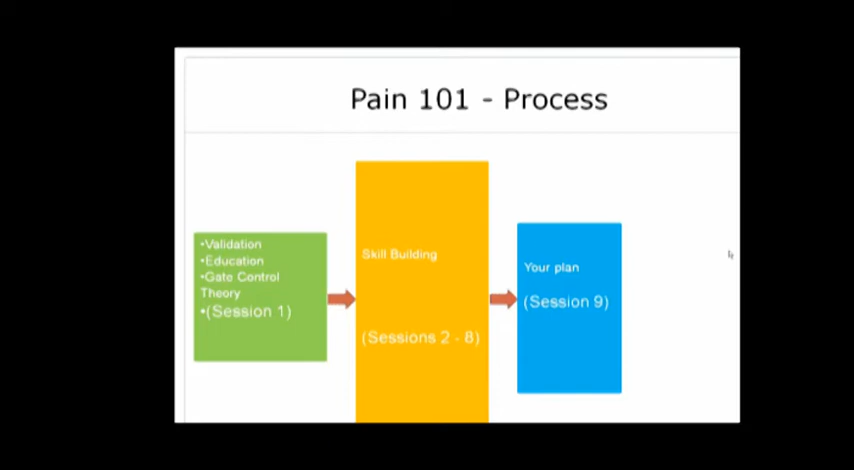 Pain 101 - Process
•Validation
•Education
•Gate Control
Theory
•(Session 1)
Skill Building
(Sessions 2 - 8)
Your plan
(Session 9)